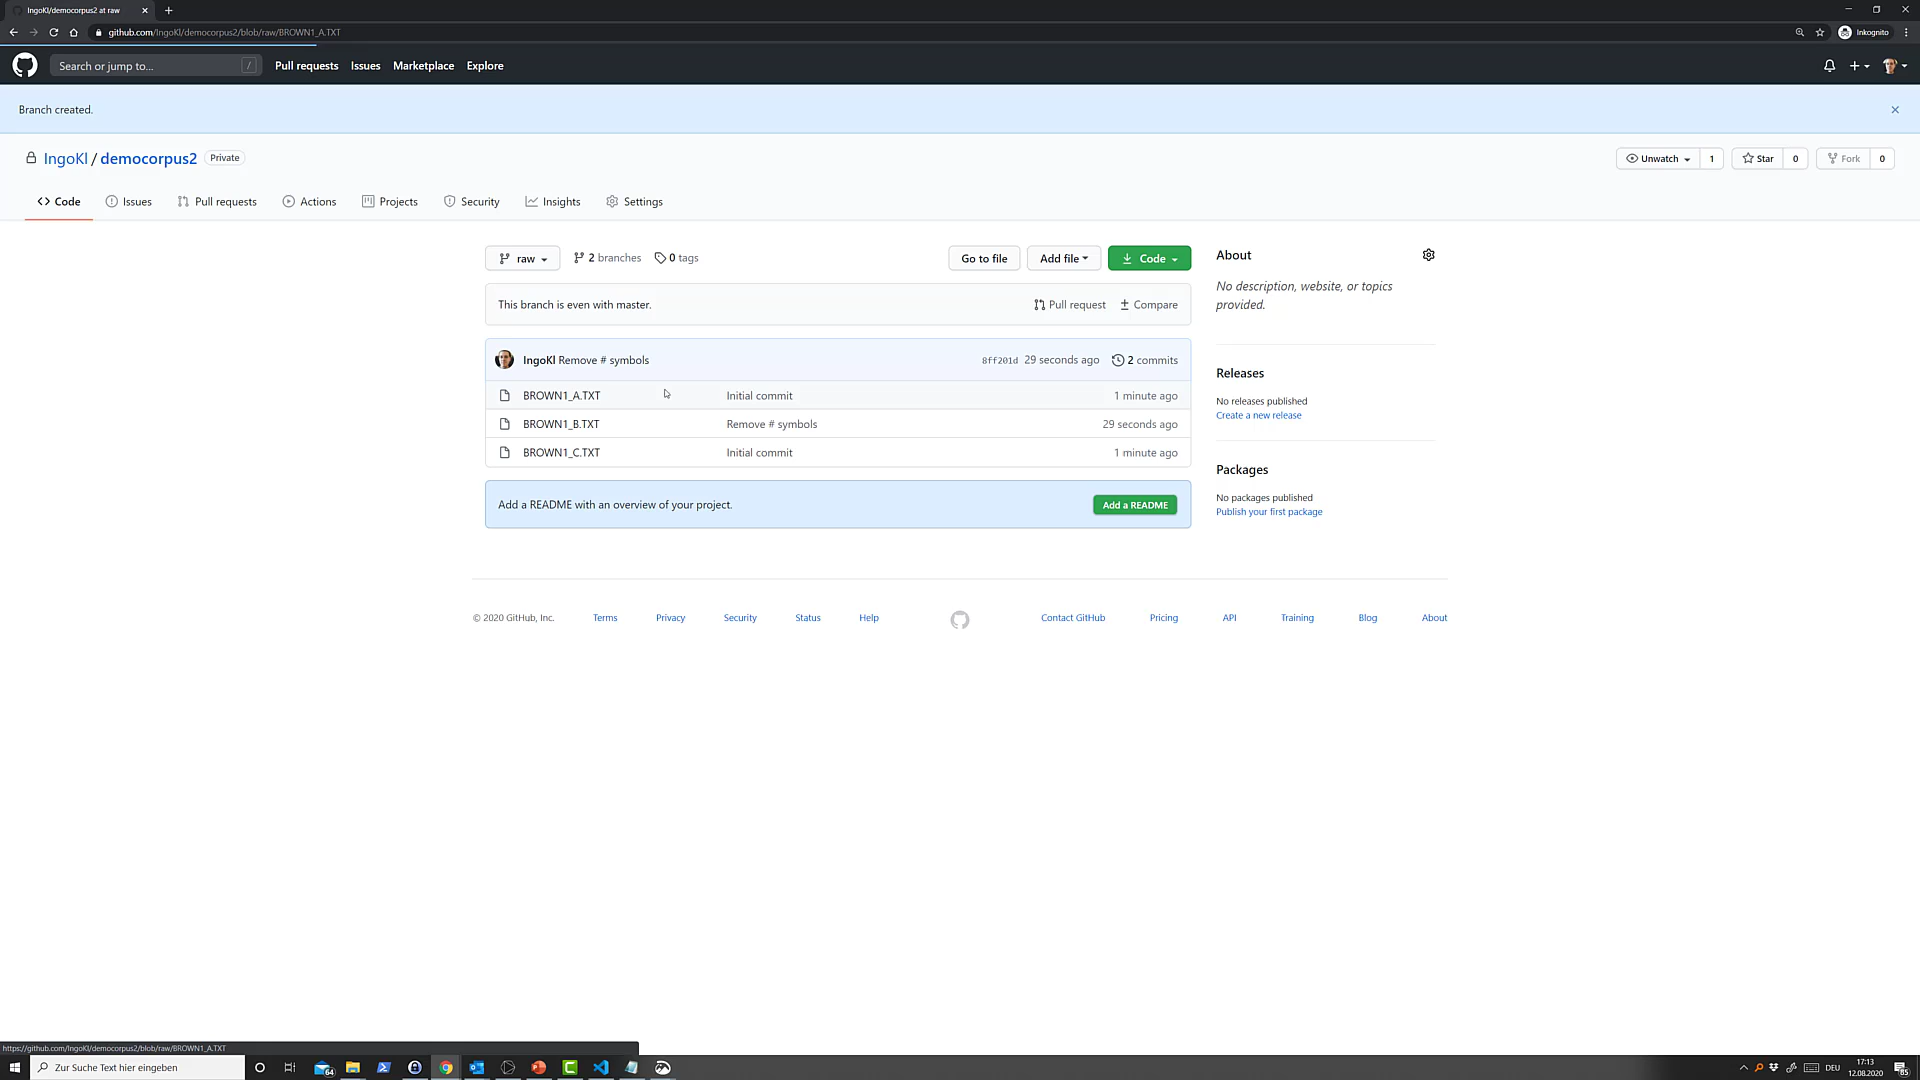 IngoKl/democorpus2 at raw
github.com/IngoKl/democorpus2/blob/raw/BROWN1_A.TXT
Inkognito
Search or jump to...
/
Pull requests
Issues
Marketplace
Explore
Branch created.
IngoKl / democorpus2
Private
Unwatch
1
Star
0
Fork
0
Code
Issues
Pull requests
Actions
Projects
Security
Insights
Settings
raw
2 branches
0 tags
Go to file
Add file
Code
About
No description, website, or topics
provided.
This branch is even with master.
Pull request
Compare
IngoKl Remove # symbols
8ff201d
29 seconds ago
2 commits
BROWN1_A.TXT
Initial commit
1 minute ago
BROWN1_B.TXT
Remove # symbols
29 seconds ago
BROWN1_C.TXT
Initial commit
1 minute ago
Releases
No releases published
Create a new release
Add a README with an overview of your project.
Add a README
Packages
No packages published
Publish your first package
© 2020 GitHub, Inc.
Terms
Privacy
Security
Status
Help
Contact GitHub
Pricing
API
Training
Blog
About
https://github.com/IngoKl/democorpus2/blob/raw/BROWN1_A.TXT
Zur Suche Text hier eingeben
64
DEU
17:13
12.08.2020
85